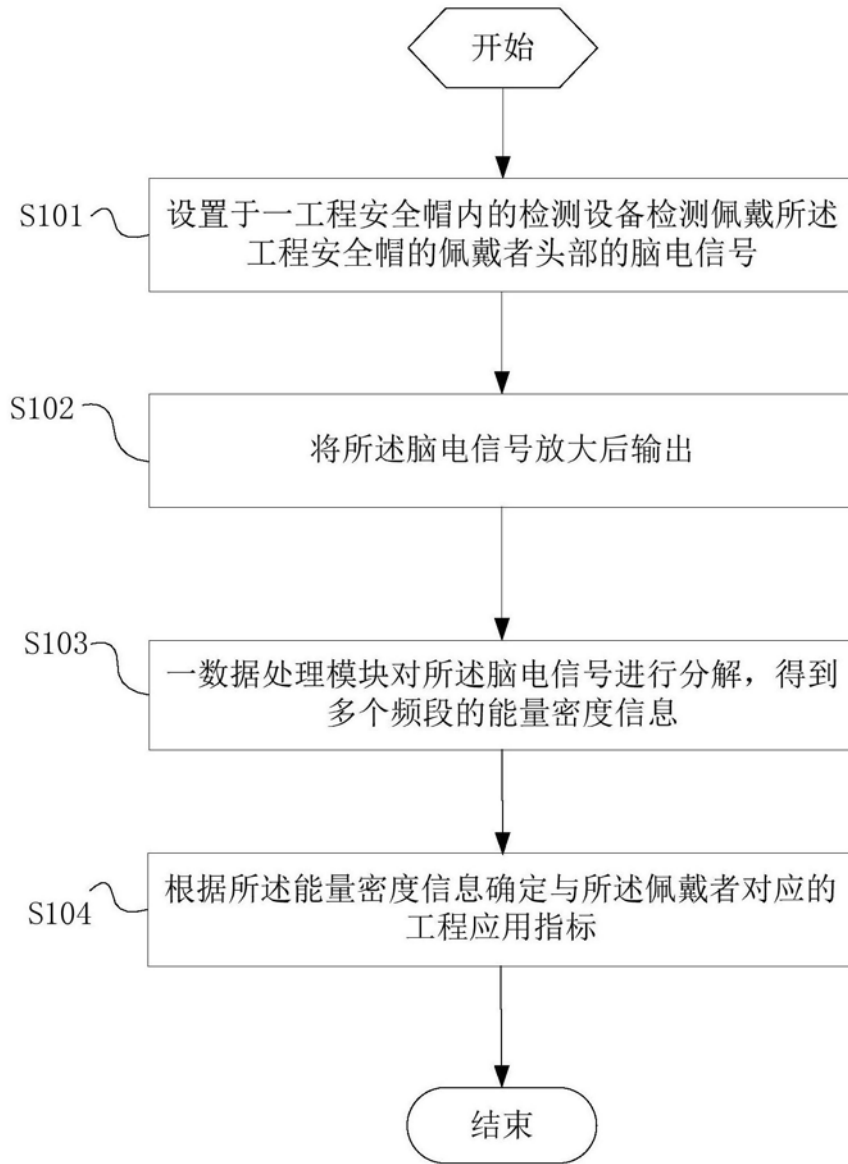 开始
S101
设置于一工程安全帽内的检测设备检测佩戴所述
工程安全帽的佩戴者头部的脑电信号
S102
将所述脑电信号放大后输出
S103
一数据处理模块对所述脑电信号进行分解，得到
多个频段的能量密度信息
S104
根据所述能量密度信息确定与所述佩戴者对应的
工程应用指标
结束